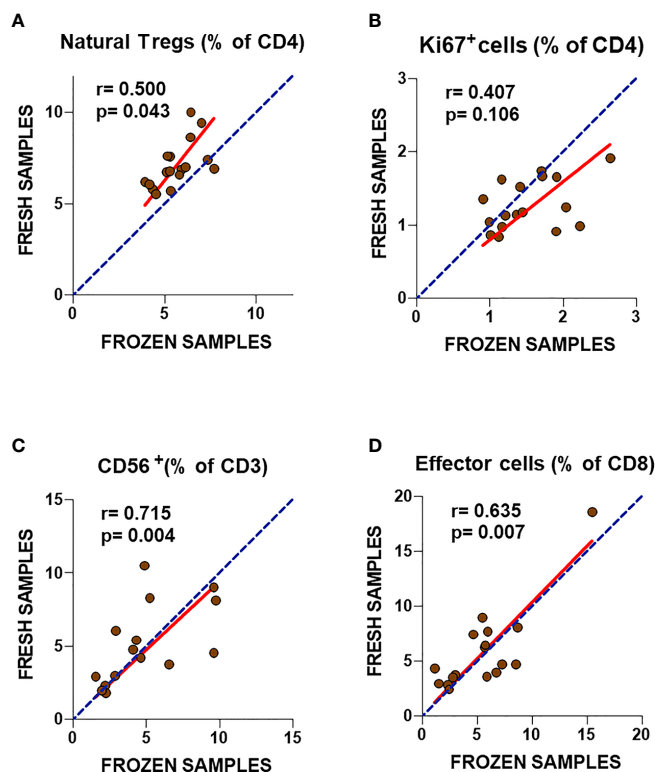 A
Natural Tregs (% of CD4)
r= 0.500
p= 0.043
10
5
0
FRESH SAMPLES
0 5 10
FROZEN SAMPLES
B
Ki67+cells (% of CD4)
r= 0.407
p= 0.106
3
2
1
0
FRESH SAMPLES
0 1 2 3
FROZEN SAMPLES
C
CD56 +(% of CD3)
r= 0.715
p= 0.004
15
10
5
0
FRESH SAMPLES
0 5 10 15
FROZEN SAMPLES
D
Effector cells (% of CD8)
r= 0.635
p= 0.007
20
15
10
5
0
FRESH SAMPLES
0 5 10 15 20
FROZEN SAMPLES